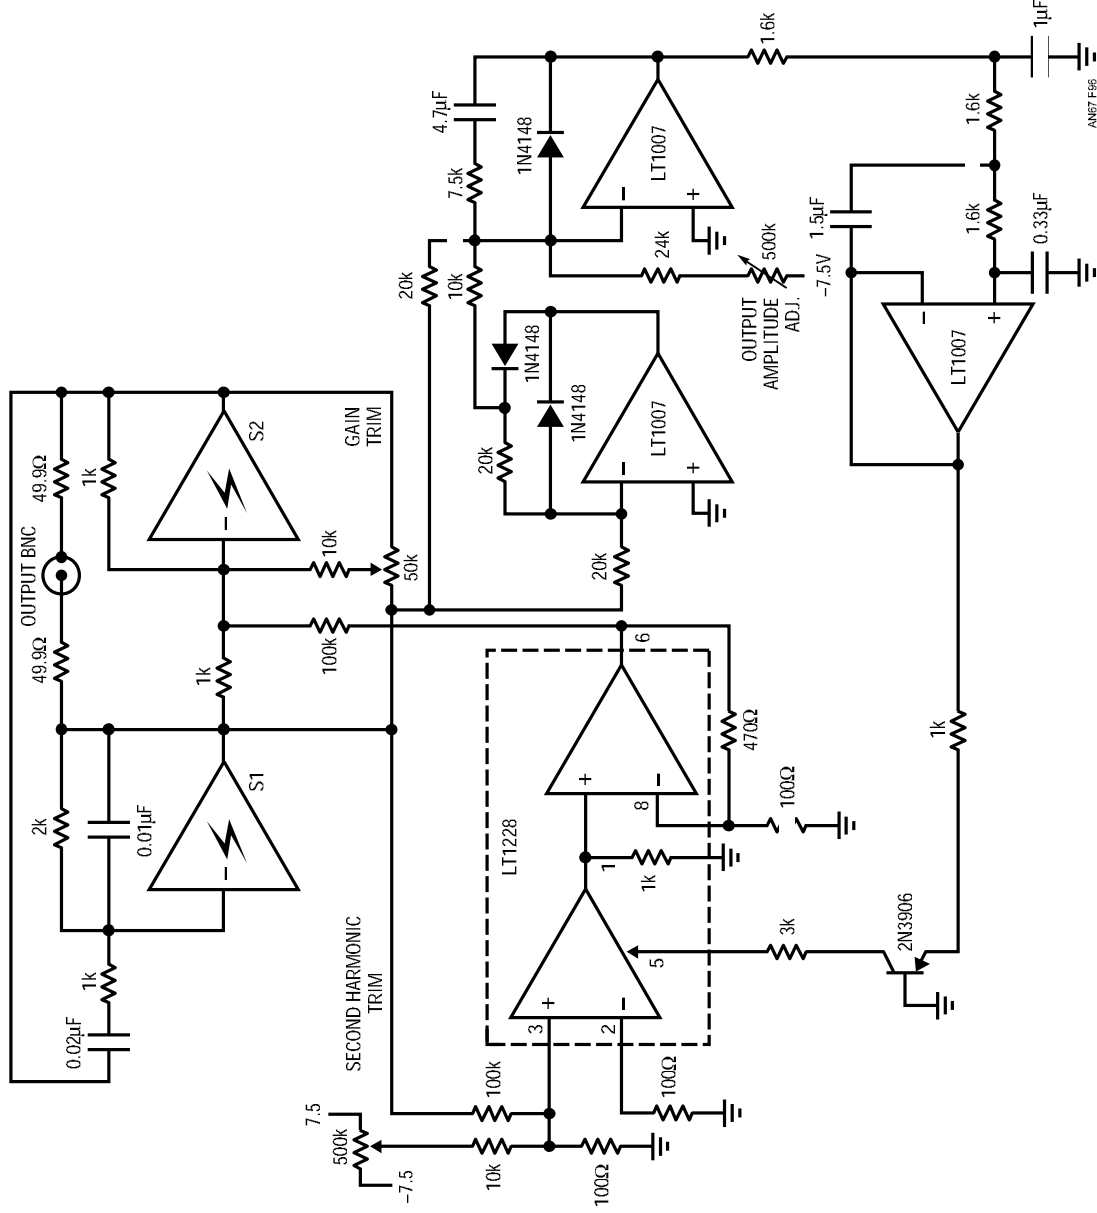 0.02µF
1k
2k
0.01µF
S1
1k
49.9Ω
OUTPUT BNC
49.9Ω
1k
S2
10k
100k
GAIN
TRIM
50k
SECOND HARMONIC
TRIM
7.5
500k
–7.5
100k
10k
100Ω
100Ω
3
2
+
–
LT1228
1
1k
5
+
–
8
6
470Ω
100Ω
3k
2N3906
1k
20k
20k
1N4148
1N4148
–
+
LT1007
20k
10k
7.5k
4.7µF
1N4148
–
+
LT1007
24k
500k
OUTPUT
AMPLITUDE
ADJ.
–7.5V
1.6k
1.6k
1µF
1.6k
1.5µF
0.33µF
–
+
LT1007
–
–
AN67 F96